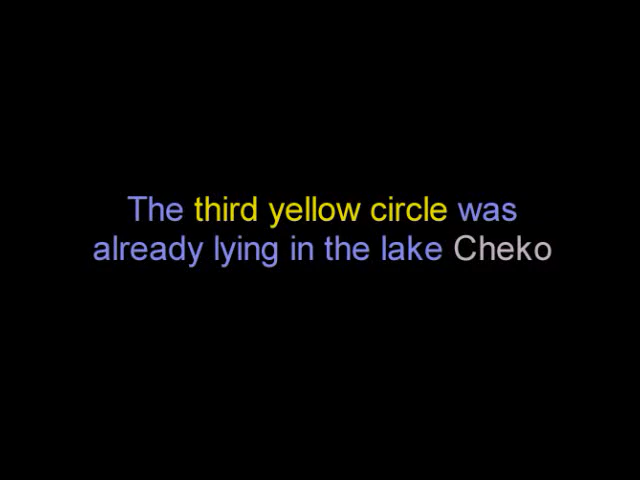 The third yellow circle was
already lying in the lake Cheko